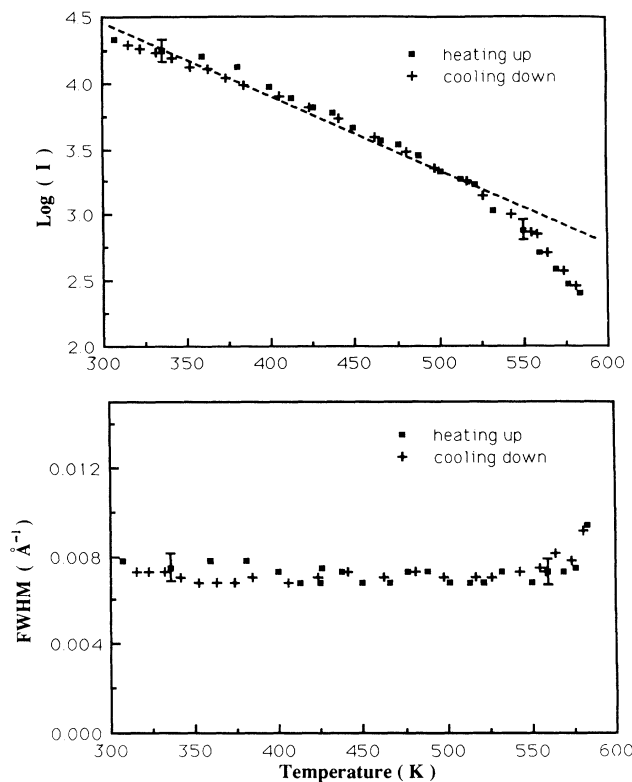 4.5
4.0
3.5
3.0
2.5
2.0
Log ( I )
heating up
cooling down
300 350 400 450 500 550 600
0.012
0.008
0.004
0.000
FWHM ( Å⁻¹ )
heating up
cooling down
300 350 400 450 500 550 600
Temperature ( K )